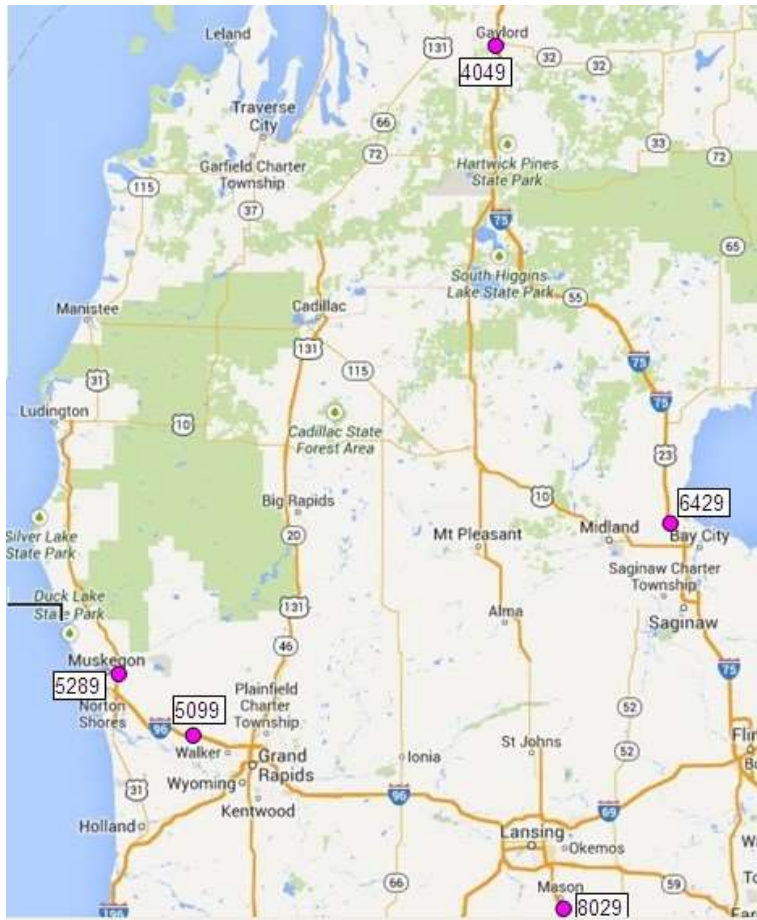 Leland
Gaylord
131
4049
32
32
Traverse
City
66
33
Hartwick Pines
State Park
72
72
Garfield Charter
Township
115
37
75
65
South Higgins
Lake State Park
55
Manistee
Cadillac
131
75
31
115
75
Ludington
10
Cadillac State
Forest Area
23
6429
Big Rapids
10
Silver Lake
State Park
20
Mt Pleasant
Midland
Bay City
Saginaw Charter
Township
Duck Lake
State Park
131
Alma
Saginaw
46
Muskegon
75
5289
Norton
Shores
5099
Plainfield
Charter
Township
52
96
St Johns
52
Flin
Walker
Grand
Rapids
Ionia
Wyoming
31
96
Kentwood
69
Holland
Lansing
Okemos
66
Mason
59
8029
196